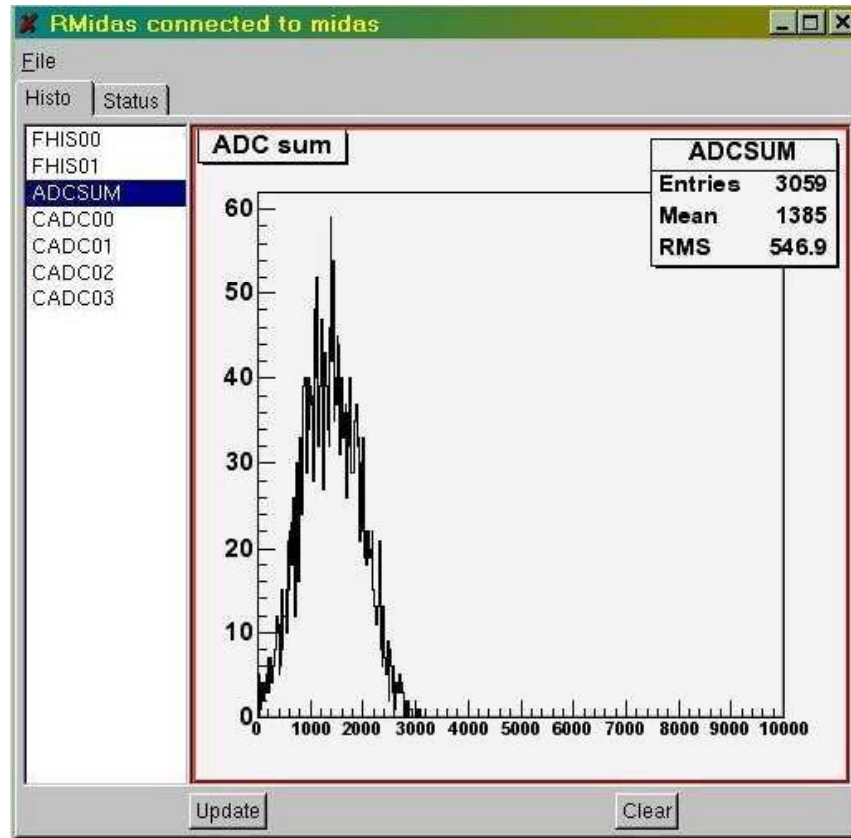 RMidas connected to midas
File
Histo Status
FHIS00
FHIS01
ADCSUM
CADC00
CADC01
CADC02
CADC03
ADC sum
ADCSUM
Entries 3059
Mean 1385
RMS 546.9
60
50
40
30
20
10
0
0 1000 2000 3000 4000 5000 6000 7000 8000 9000 10000
Update Clear